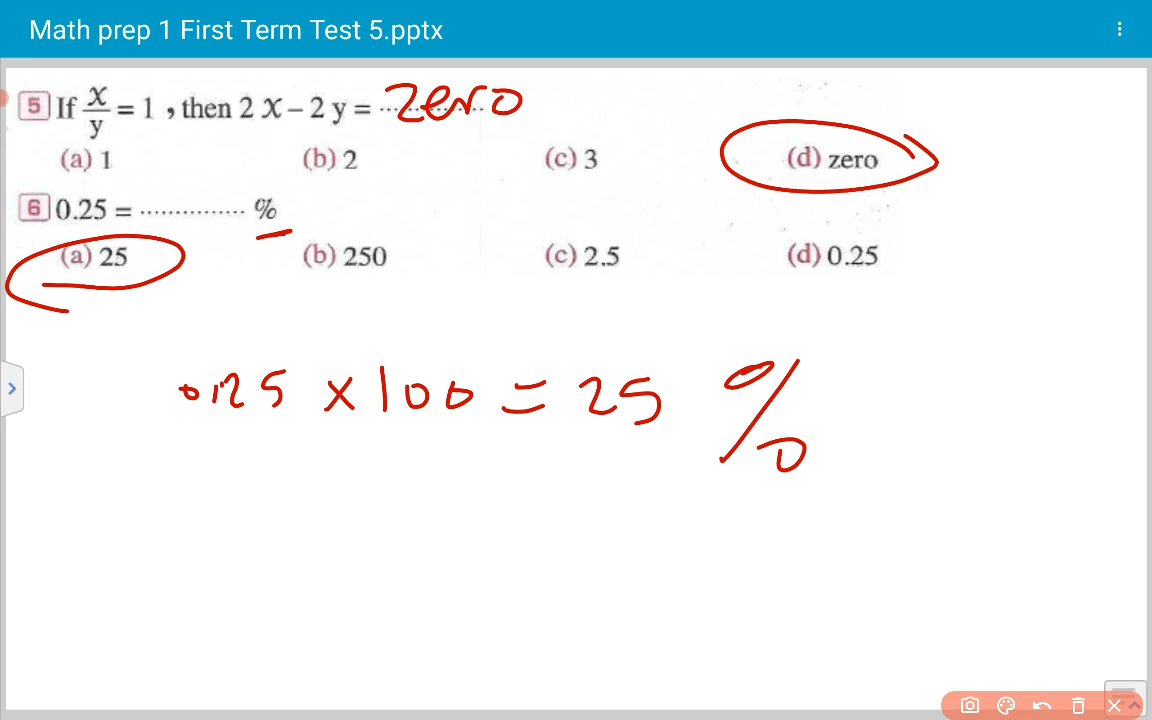 Math prep 1 First Term Test 5.pptx
5 If x/y = 1 , then 2 x – 2 y = ............... zero
(a) 1 (b) 2 (c) 3 (d) zero
6 0.25 = ............... %
(a) 25 (b) 250 (c) 2.5 (d) 0.25
0.25 × 100 = 25 %